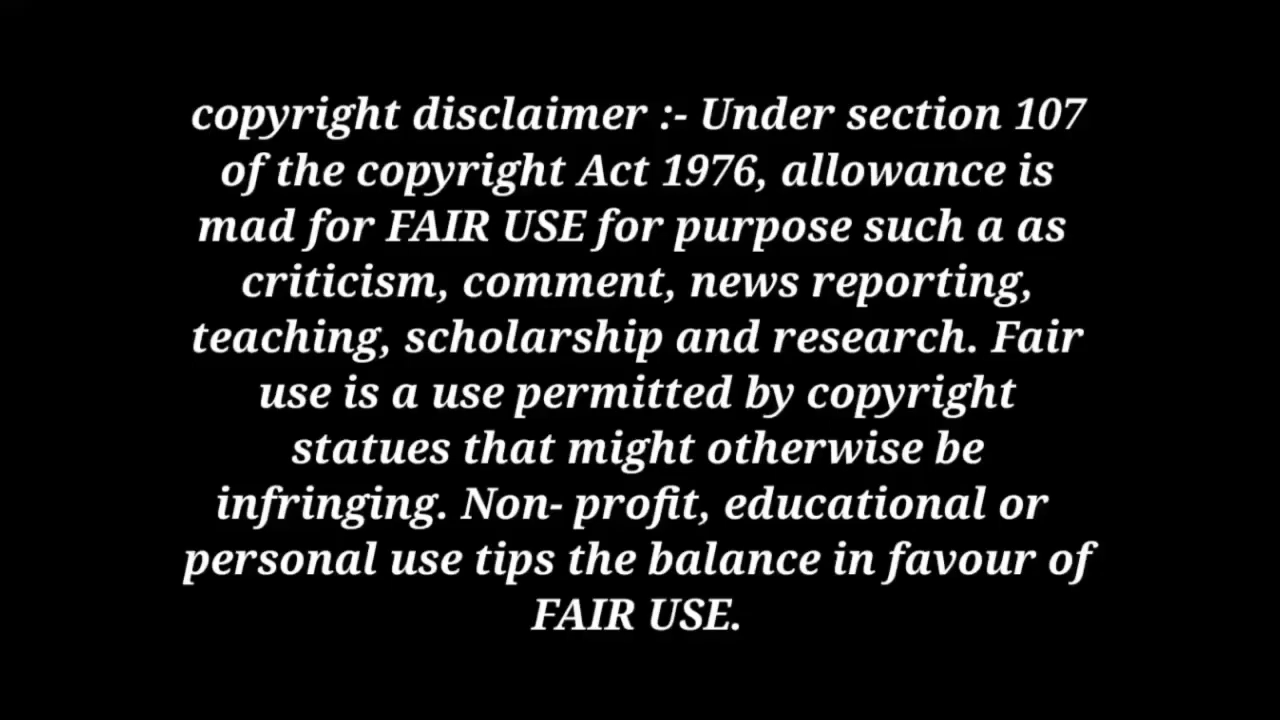 copyright disclaimer :- Under section 107
of the copyright Act 1976, allowance is
mad for FAIR USE for purpose such a as
criticism, comment, news reporting,
teaching, scholarship and research. Fair
use is a use permitted by copyright
statues that might otherwise be
infringing. Non- profit, educational or
personal use tips the balance in favour of
FAIR USE.